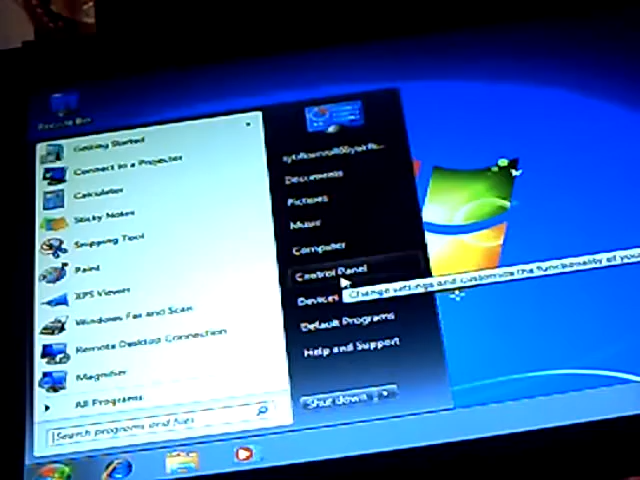 Recycle Bin
Getting Started
Connect to a Projector
Calculator
Sticky Notes
Snipping Tool
Paint
XPS Viewer
Windows Fax and Scan
Remote Desktop Connection
Magnifier
All Programs
Search programs and files
Documents
Pictures
Music
Computer
Control Panel
Change settings and customize the functionality of your
Devices
Default Programs
Help and Support
Shut down